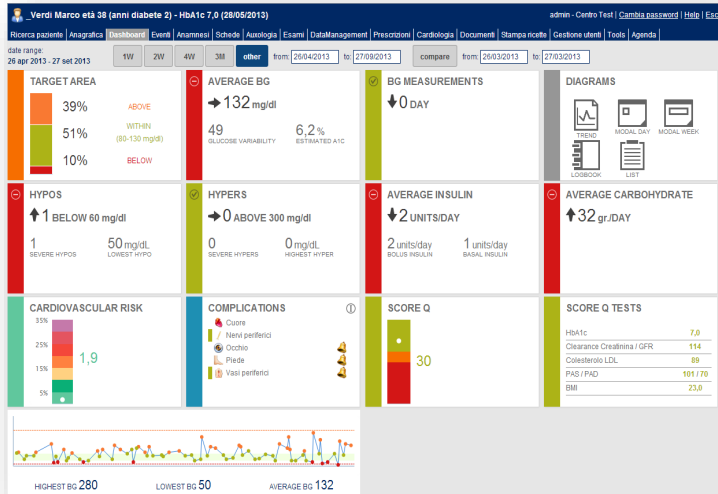 _Verdi Marco età 38 (anni diabete 2) - HbA1c 7,0 (28/05/2013)
admin - Centro Test | Cambia password | Help | Esc
Ricerca paziente | Anagrafica | Dashboard | Eventi | Anamnesi | Schede | Auxologia | Esami | DataManagement | Prescrizioni | Cardiologia | Documenti | Stampa ricette | Gestione utenti | Tools | Agenda |
date range:
26 apr 2013 - 27 set 2013
1W 2W 4W 3M other from: 26/04/2013 to: 27/09/2013 compare from: 26/03/2013 to: 27/03/2013
TARGET AREA
39% ABOVE
51% WITHIN
(80-130 mg/dl)
10% BELOW
AVERAGE BG
132 mg/dl
49 6,2 %
GLUCOSE VARIABILITY ESTIMATED A1C
BG MEASUREMENTS
0 DAY
DIAGRAMS
TREND MODAL DAY MODAL WEEK
LOGBOOK LIST
HYPOS
1 BELOW 60 mg/dl
1 50 mg/dL
SEVERE HYPOS LOWEST HYPO
HYPERS
0 ABOVE 300 mg/dl
0 0 mg/dL
SEVERE HYPERS HIGHEST HYPER
AVERAGE INSULIN
2 UNITS/DAY
2 units/day 1 units/day
BOLUS INSULIN BASAL INSULIN
AVERAGE CARBOHYDRATE
32 gr./DAY
CARDIOVASCULAR RISK
35%
25%
15%
5%
1,9
COMPLICATIONS
Cuore
Nervi periferici
Occhio
Piede
Vasi periferici
SCORE Q
30
SCORE Q TESTS
HbA1c 7,0
Clearance Creatinina / GFR 114
Colesterolo LDL 89
PAS / PAD 101 / 70
BMI 23,0
HIGHEST BG 280 LOWEST BG 50 AVERAGE BG 132